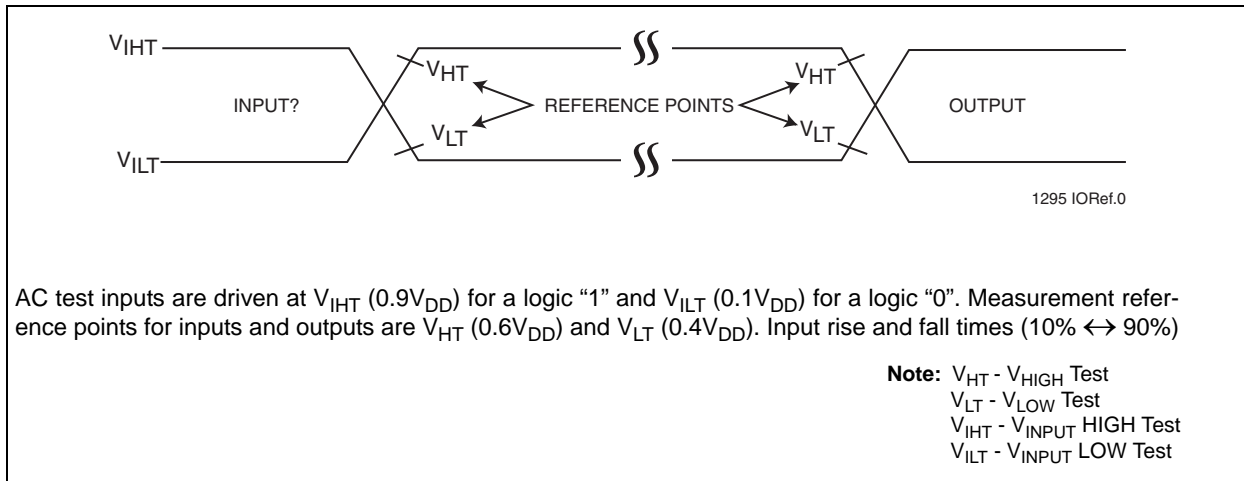 VIHT
VHT
VHT
INPUT?
REFERENCE POINTS
OUTPUT
VLT
VLT
VILT
1295 IORef.0
AC test inputs are driven at VIHT (0.9VDD) for a logic “1” and VILT (0.1VDD) for a logic “0”. Measurement refer-
ence points for inputs and outputs are VHT (0.6VDD) and VLT (0.4VDD). Input rise and fall times (10% ↔ 90%)
Note: VHT - VHIGH Test
VLT - VLOW Test
VIHT - VINPUT HIGH Test
VILT - VINPUT LOW Test